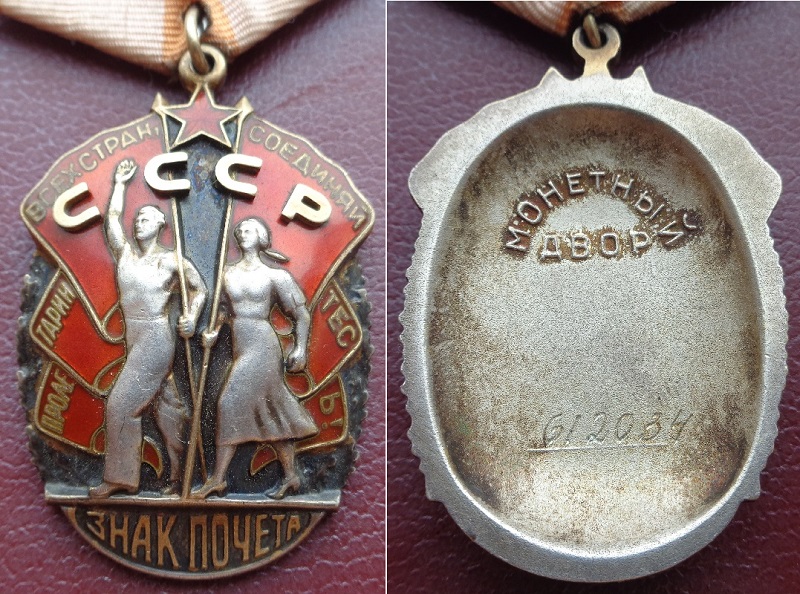 ВСЕХ СТРАН,
СОЕДИНЯЙ
СССР
ПРОЛЕ
ТАРИИ
ТЕС
Ь!
ЗНАК ПОЧЕТА
МОНЕТНЫЙ
ДВОР
612034